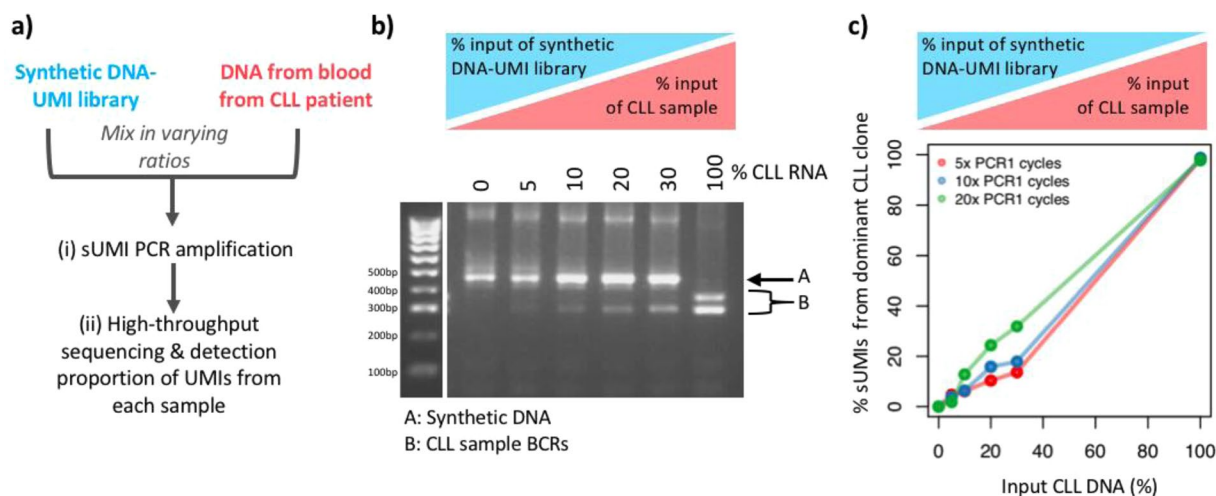 a)
Synthetic DNA-
UMI library
DNA from blood
from CLL patient
Mix in varying
ratios
(i) sUMI PCR amplification
(ii) High-throughput
sequencing & detection
proportion of UMIs from
each sample
b)
% input of synthetic
DNA-UMI library
% input
of CLL sample
0 5 10 20 30 100 % CLL RNA
500bp
400bp
300bp
200bp
100bp
A
B
A: Synthetic DNA
B: CLL sample BCRs
c)
% input of synthetic
DNA-UMI library
% input
of CLL sample
% sUMIs from dominant CLL clone
100
80
60
40
20
0
5x PCR1 cycles
10x PCR1 cycles
20x PCR1 cycles
0 20 40 60 80 100
Input CLL DNA (%)